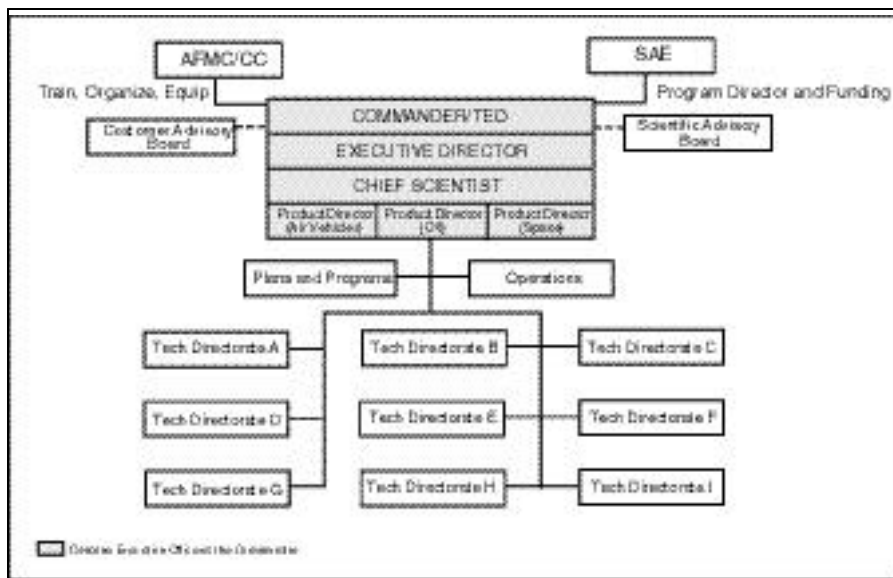 AFMC/CC
SAE
Train, Organize, Equip
Program Director and Funding
COMMANDER/TEO
Customer Advisory
Board
Scientific Advisory
Board
EXECUTIVE DIRECTOR
CHIEF SCIENTIST
Product Director
(Air Vehicles)
Product Director
Product Director
(Space)
Plans and Programs
Operations
Tech Directorate A
Tech Directorate B
Tech Directorate C
Tech Directorate D
Tech Directorate E
Tech Directorate F
Tech Directorate G
Tech Directorate H
Tech Directorate I